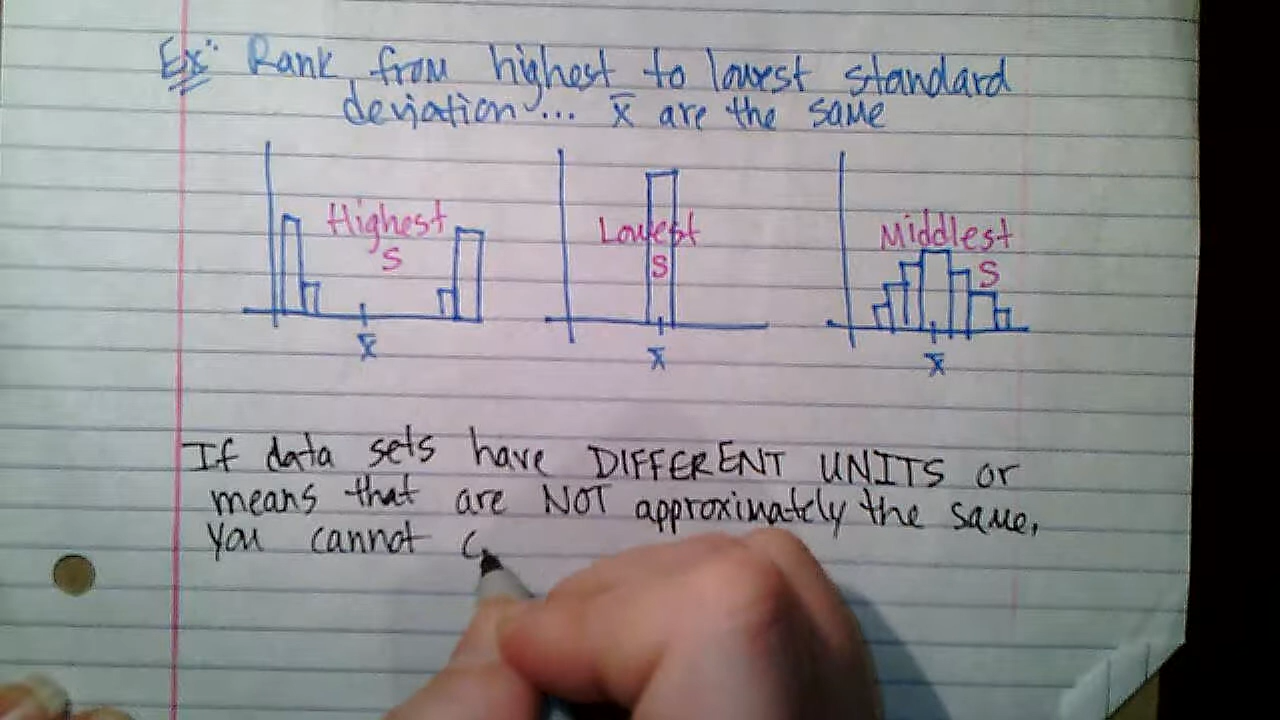 Ex: Rank from highest to lowest standard
deviation... x̄ are the same
Highest
S
Lowest
S
Middlest
S
x̄
x̄
x̄
If data sets have DIFFERENT UNITS or
means that are NOT approximately the same,
you cannot c